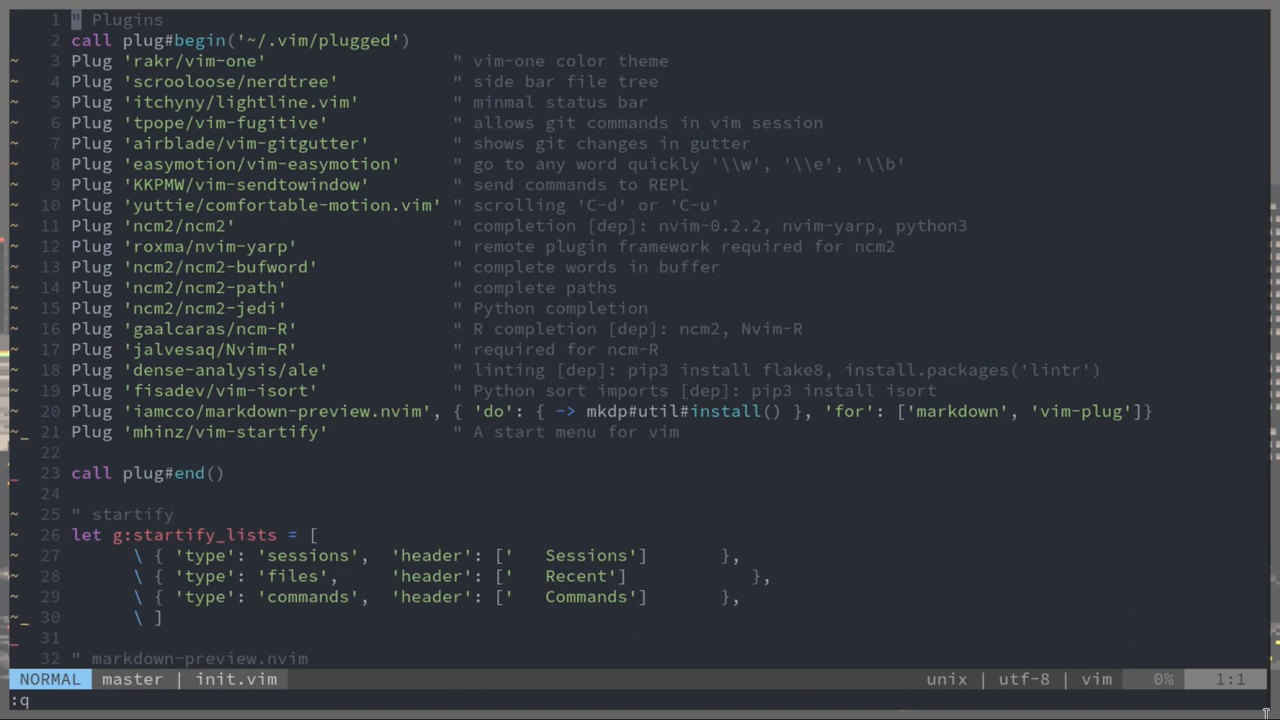 1 " Plugins
2 call plug#begin('~/.vim/plugged')
~ 3 Plug 'rakr/vim-one' " vim-one color theme
~ 4 Plug 'scrooloose/nerdtree' " side bar file tree
~ 5 Plug 'itchyny/lightline.vim' " minmal status bar
~ 6 Plug 'tpope/vim-fugitive' " allows git commands in vim session
~ 7 Plug 'airblade/vim-gitgutter' " shows git changes in gutter
~ 8 Plug 'easymotion/vim-easymotion' " go to any word quickly '\\w', '\\e', '\\b'
~ 9 Plug 'KKPMW/vim-sendtowindow' " send commands to REPL
~ 10 Plug 'yuttie/comfortable-motion.vim' " scrolling 'C-d' or 'C-u'
~ 11 Plug 'ncm2/ncm2' " completion [dep]: nvim-0.2.2, nvim-yarp, python3
~ 12 Plug 'roxma/nvim-yarp' " remote plugin framework required for ncm2
~ 13 Plug 'ncm2/ncm2-bufword' " complete words in buffer
~ 14 Plug 'ncm2/ncm2-path' " complete paths
~ 15 Plug 'ncm2/ncm2-jedi' " Python completion
~ 16 Plug 'gaalcaras/ncm-R' " R completion [dep]: ncm2, Nvim-R
~ 17 Plug 'jalvesaq/Nvim-R' " required for ncm-R
~ 18 Plug 'dense-analysis/ale' " linting [dep]: pip3 install flake8, install.packages('lintr')
~ 19 Plug 'fisadev/vim-isort' " Python sort imports [dep]: pip3 install isort
~ 20 Plug 'iamcco/markdown-preview.nvim', { 'do': { -> mkdp#util#install() }, 'for': ['markdown', 'vim-plug']}
~_ 21 Plug 'mhinz/vim-startify' " A start menu for vim
22
_ 23 call plug#end()
24
~ 25 " startify
~ 26 let g:startify_lists = [
~ 27 \ { 'type': 'sessions', 'header': ['   Sessions'] },
~ 28 \ { 'type': 'files', 'header': ['   Recent'] },
~ 29 \ { 'type': 'commands', 'header': ['   Commands'] },
~_ 30 \ ]
_ 31
32 " markdown-preview.nvim
NORMAL master | init.vim unix | utf-8 | vim 0% 1:1
:q